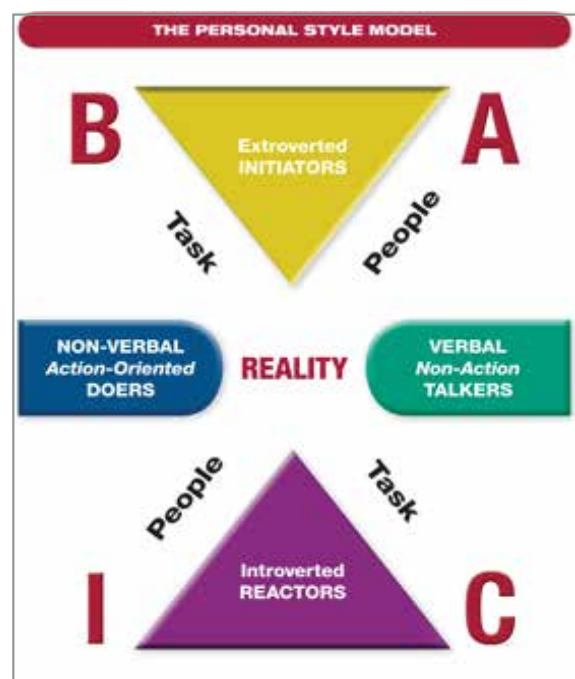 THE PERSONAL STYLE MODEL
B
A
Extroverted
INITIATORS
Task
People
NON-VERBAL
Action-Oriented
DOERS
REALITY
VERBAL
Non-Action
TALKERS
People
Task
Introverted
REACTORS
I
C